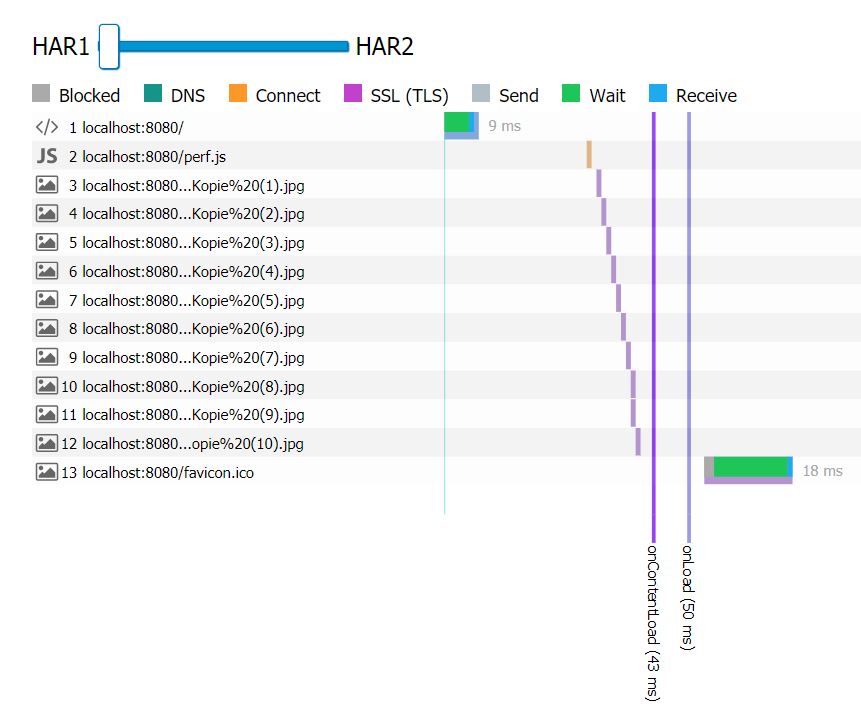 HAR1 HAR2
Blocked DNS Connect SSL (TLS) Send Wait Receive
</> 1 localhost:8080/ 9 ms
JS 2 localhost:8080/perf.js
3 localhost:8080...Kopie%20(1).jpg
4 localhost:8080...Kopie%20(2).jpg
5 localhost:8080...Kopie%20(3).jpg
6 localhost:8080...Kopie%20(4).jpg
7 localhost:8080...Kopie%20(5).jpg
8 localhost:8080...Kopie%20(6).jpg
9 localhost:8080...Kopie%20(7).jpg
10 localhost:8080...Kopie%20(8).jpg
11 localhost:8080...Kopie%20(9).jpg
12 localhost:8080...opie%20(10).jpg
13 localhost:8080/favicon.ico 18 ms
onContentLoad (43 ms)
onLoad (50 ms)